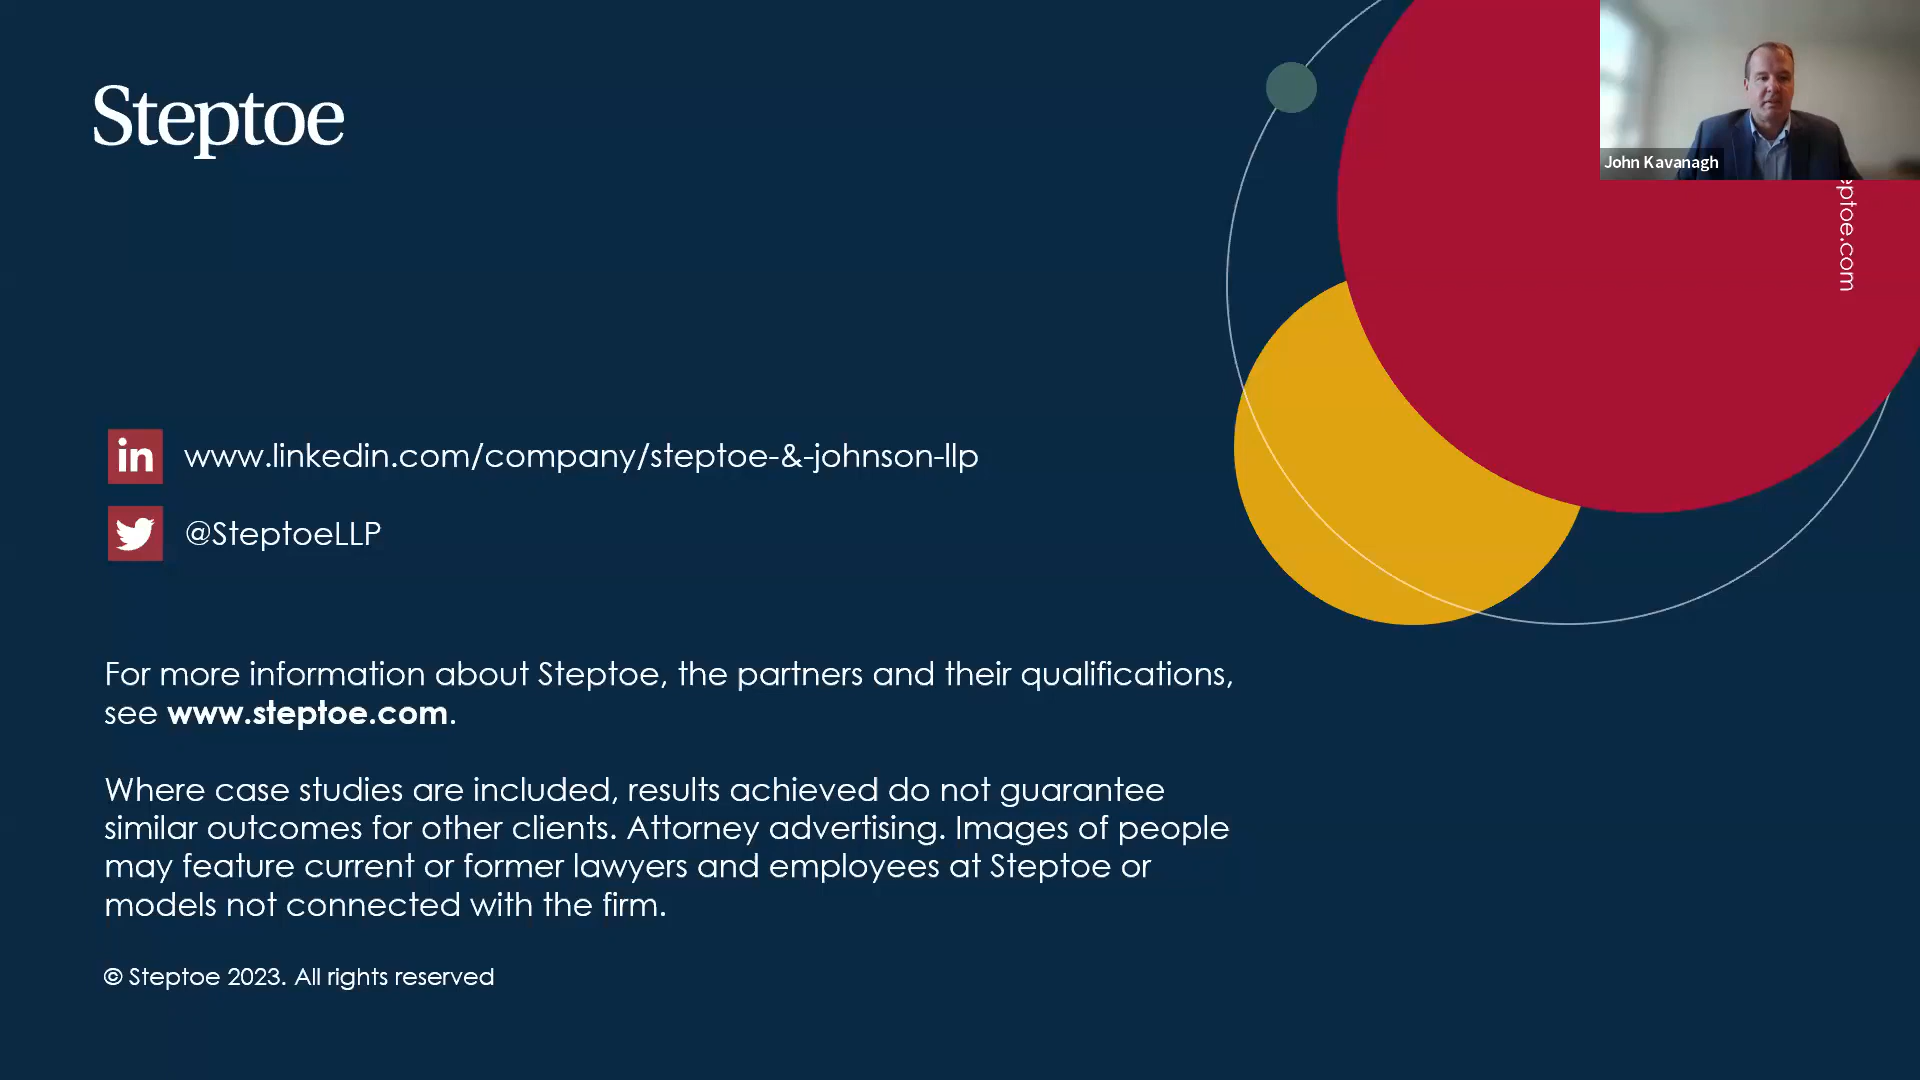 Steptoe
John Kavanagh
eptoe.com
www.linkedin.com/company/steptoe-&-johnson-llp
@SteptoeLLP
For more information about Steptoe, the partners and their qualifications,
see www.steptoe.com.
Where case studies are included, results achieved do not guarantee
similar outcomes for other clients. Attorney advertising. Images of people
may feature current or former lawyers and employees at Steptoe or
models not connected with the firm.
© Steptoe 2023. All rights reserved